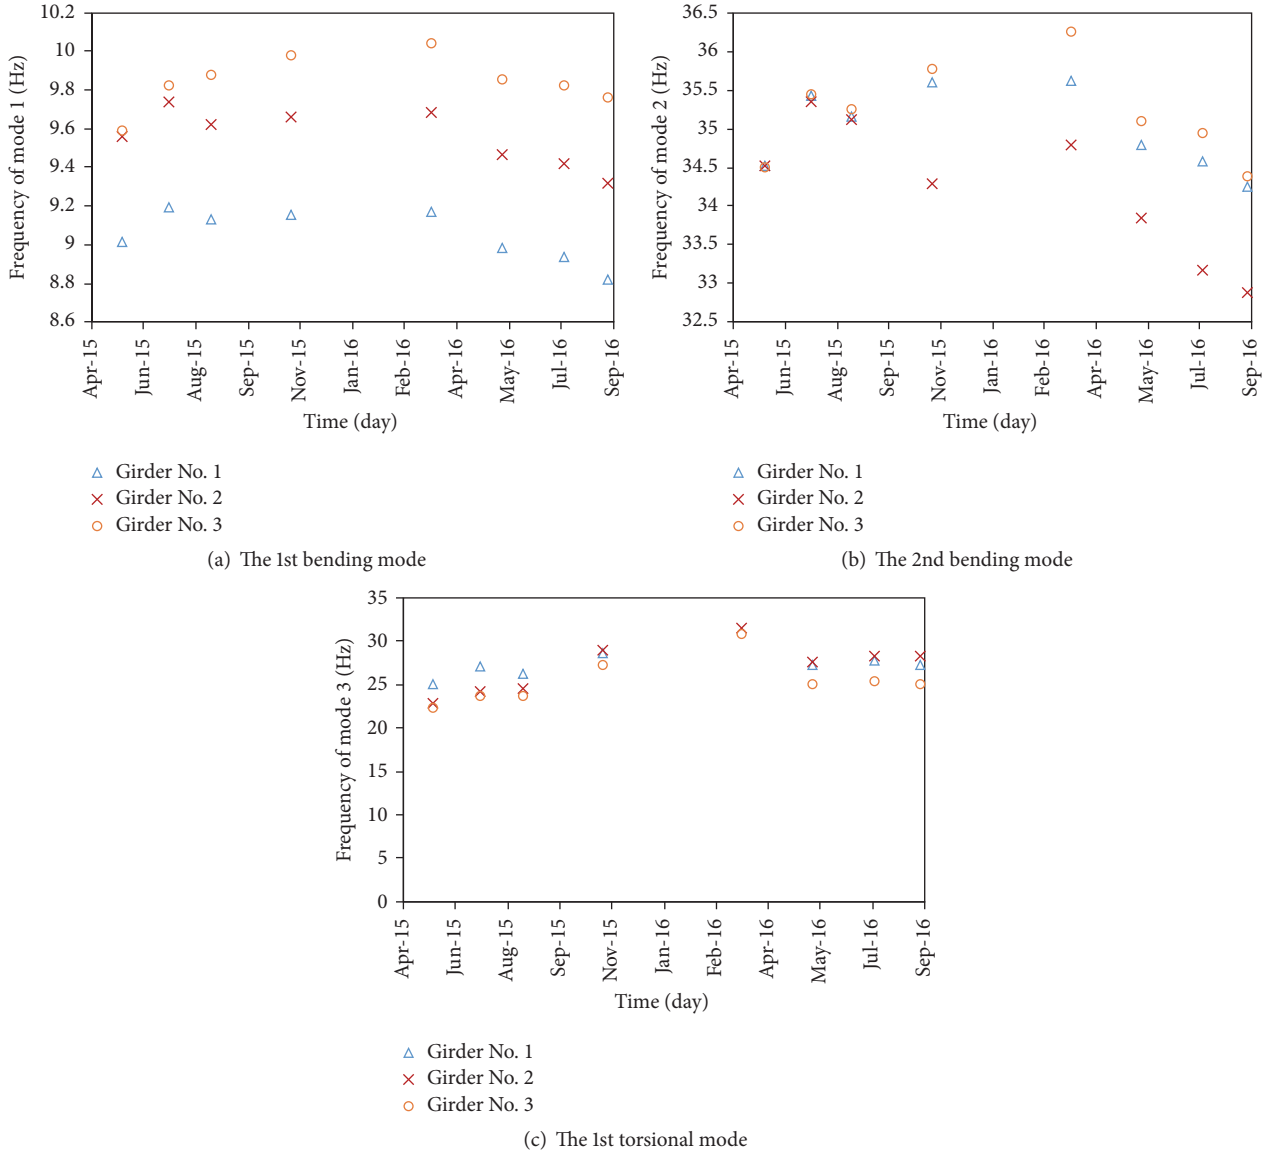 Frequency of mode 1 (Hz)
10.2
10
9.8
9.6
9.4
9.2
9
8.8
8.6
Apr-15
Jun-15
Aug-15
Sep-15
Nov-15
Jan-16
Feb-16
Apr-16
May-16
Jul-16
Sep-16
Time (day)
Girder No. 1
Girder No. 2
Girder No. 3
(a) The 1st bending mode
Frequency of mode 2 (Hz)
36.5
36
35.5
35
34.5
34
33.5
33
32.5
Apr-15
Jun-15
Aug-15
Sep-15
Nov-15
Jan-16
Feb-16
Apr-16
May-16
Jul-16
Sep-16
Time (day)
Girder No. 1
Girder No. 2
Girder No. 3
(b) The 2nd bending mode
Frequency of mode 3 (Hz)
35
30
25
20
15
10
5
0
Apr-15
Jun-15
Aug-15
Sep-15
Nov-15
Jan-16
Feb-16
Apr-16
May-16
Jul-16
Sep-16
Time (day)
Girder No. 1
Girder No. 2
Girder No. 3
(c) The 1st torsional mode